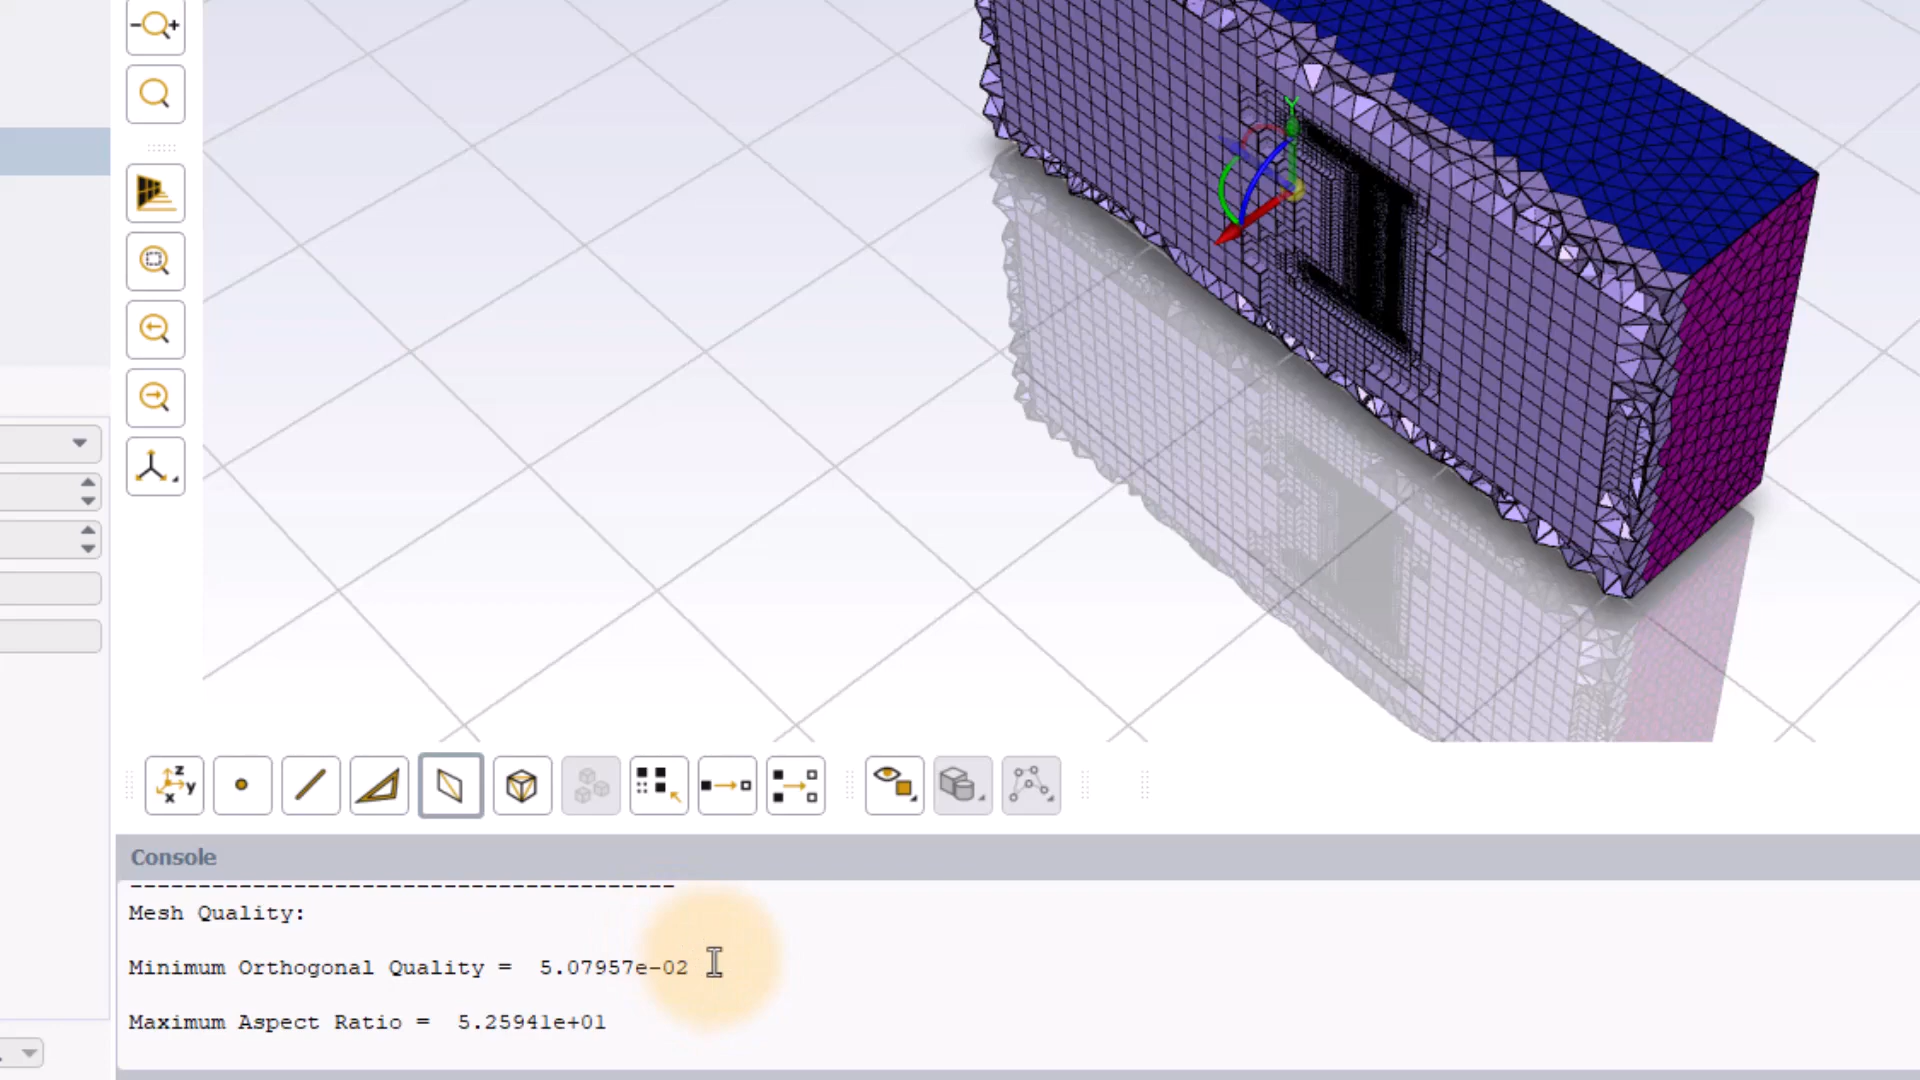 Y
z
y
x
Console
Mesh Quality:
Minimum Orthogonal Quality =  5.07957e-02
Maximum Aspect Ratio =  5.25941e+01